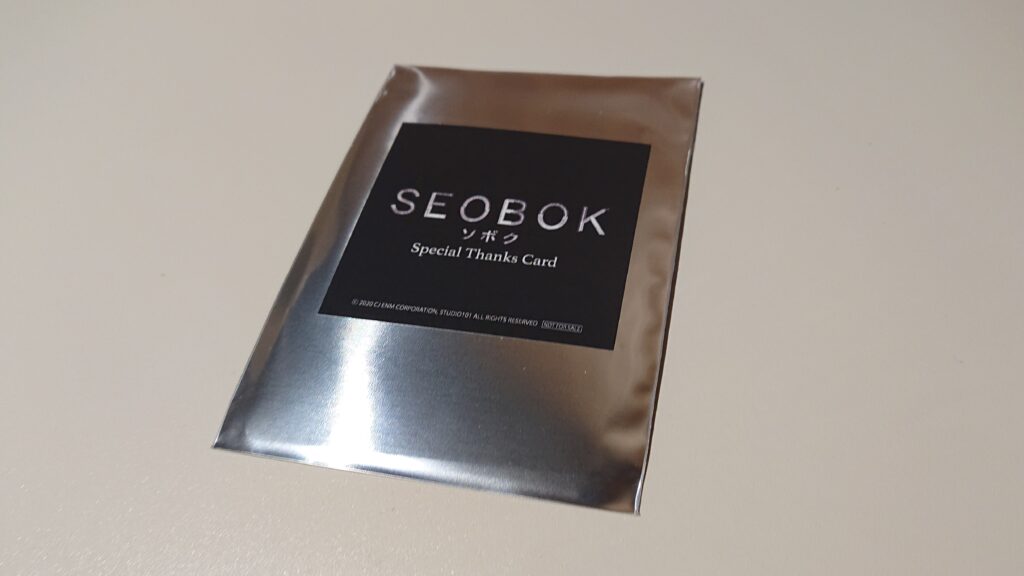 SEOBOK
ソボク
Special Thanks Card
ⓒ 2020 CJ ENM CORPORATION, STUDIO101 ALL RIGHTS RESERVED NOT FOR SALE